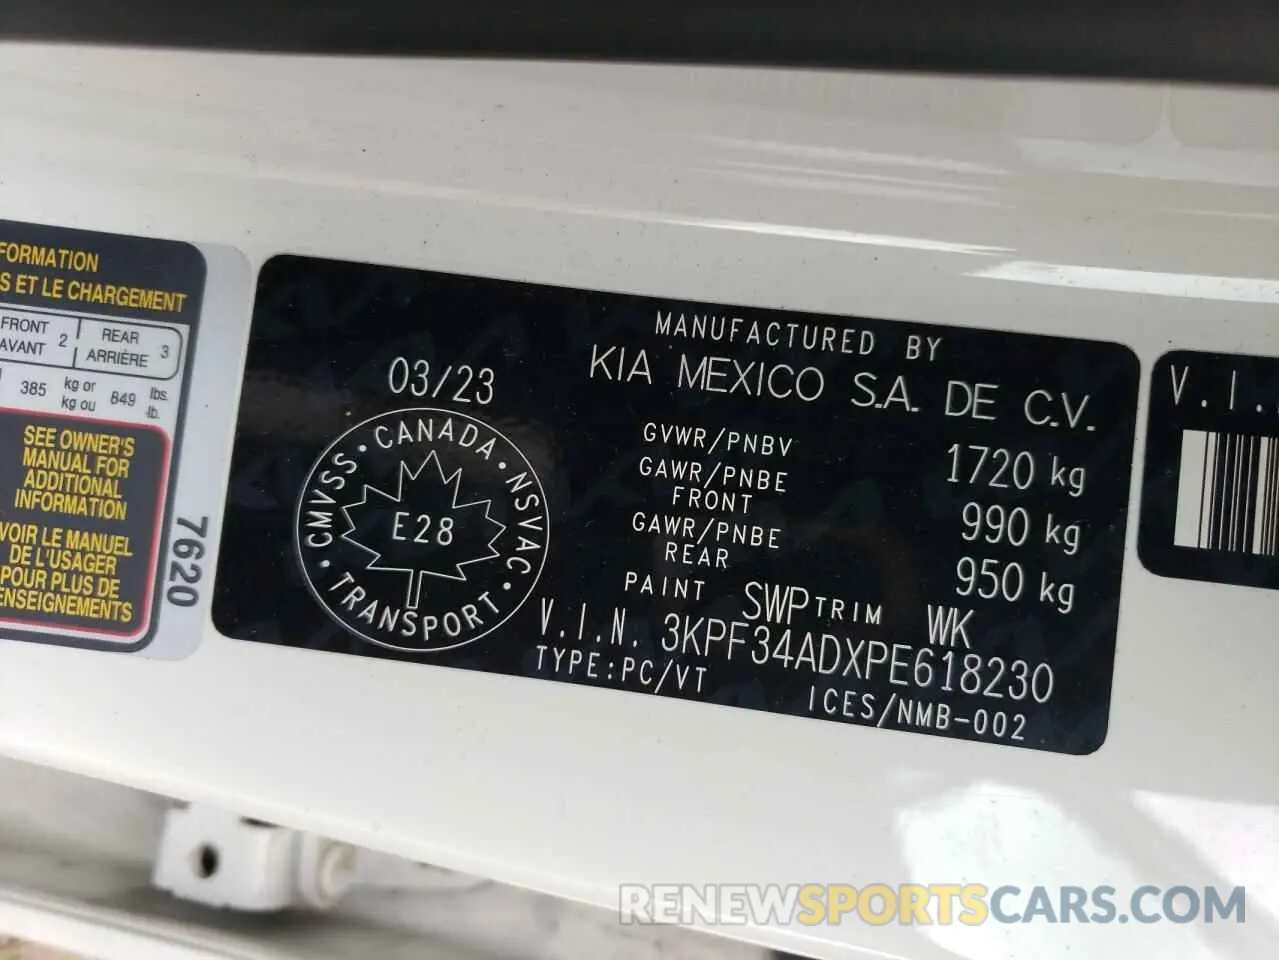 FORMATION
S ET LE CHARGEMENT
FRONT
AVANT 2
REAR
ARRIÈRE 3
385 kg or
kg ou 849 lbs.
lb.
SEE OWNER'S
MANUAL FOR
ADDITIONAL
INFORMATION
VOIR LE MANUEL
DE L'USAGER
POUR PLUS DE
ENSEIGNEMENTS
7620
03/23
CMVSS · CANADA · NSVAC · TRANSPORT ·
E28
MANUFACTURED BY
KIA MEXICO S.A. DE C.V.
GVWR/PNBV 1720 kg
GAWR/PNBE
FRONT 990 kg
GAWR/PNBE
REAR 950 kg
PAINT SWP TRIM WK
V.I.N. 3KPF34ADXPE618230
TYPE:PC/VT ICES/NMB-002
V.I.
RENEWSPORTSCARS.COM